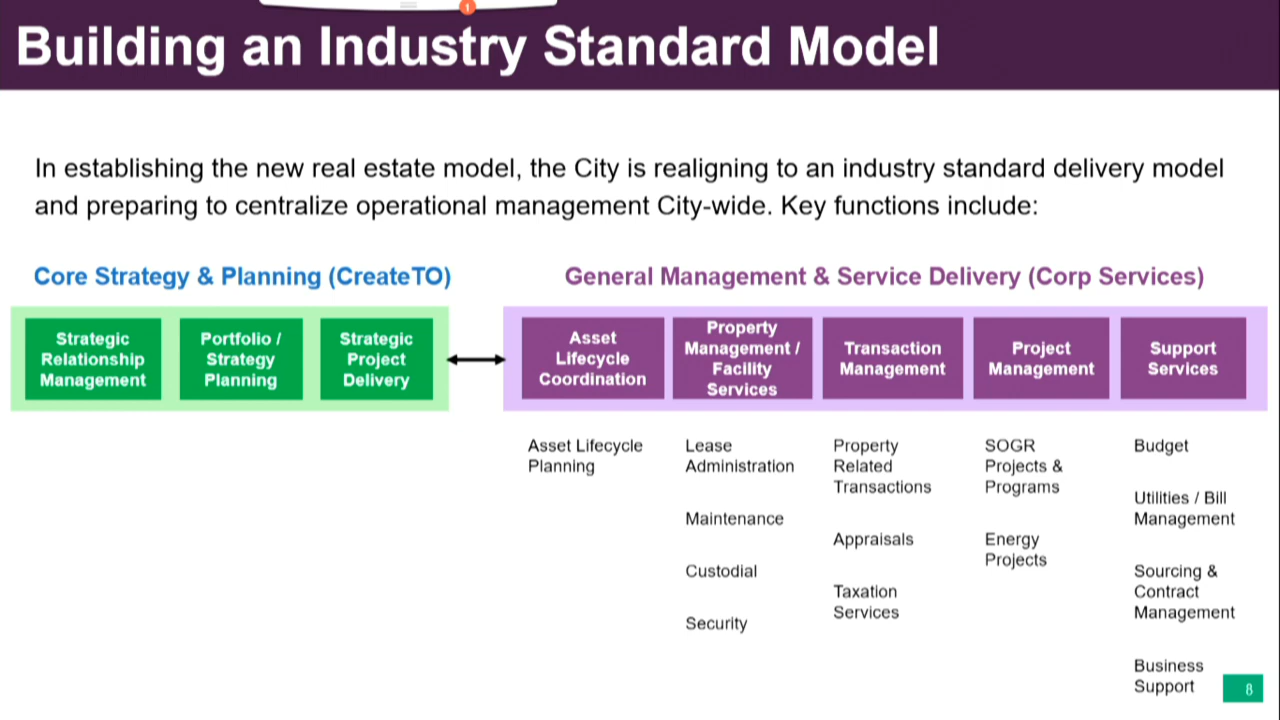 1
Building an Industry Standard Model
In establishing the new real estate model, the City is realigning to an industry standard delivery model
and preparing to centralize operational management City-wide. Key functions include:
Core Strategy & Planning (CreateTO)
Strategic
Relationship
Management
Portfolio /
Strategy
Planning
Strategic
Project
Delivery
General Management & Service Delivery (Corp Services)
Asset
Lifecycle
Coordination
Property
Management /
Facility
Services
Transaction
Management
Project
Management
Support
Services
Asset Lifecycle
Planning
Lease
Administration
Maintenance
Custodial
Security
Property
Related
Transactions
Appraisals
Taxation
Services
SOGR
Projects &
Programs
Energy
Projects
Budget
Utilities / Bill
Management
Sourcing &
Contract
Management
Business
Support
8